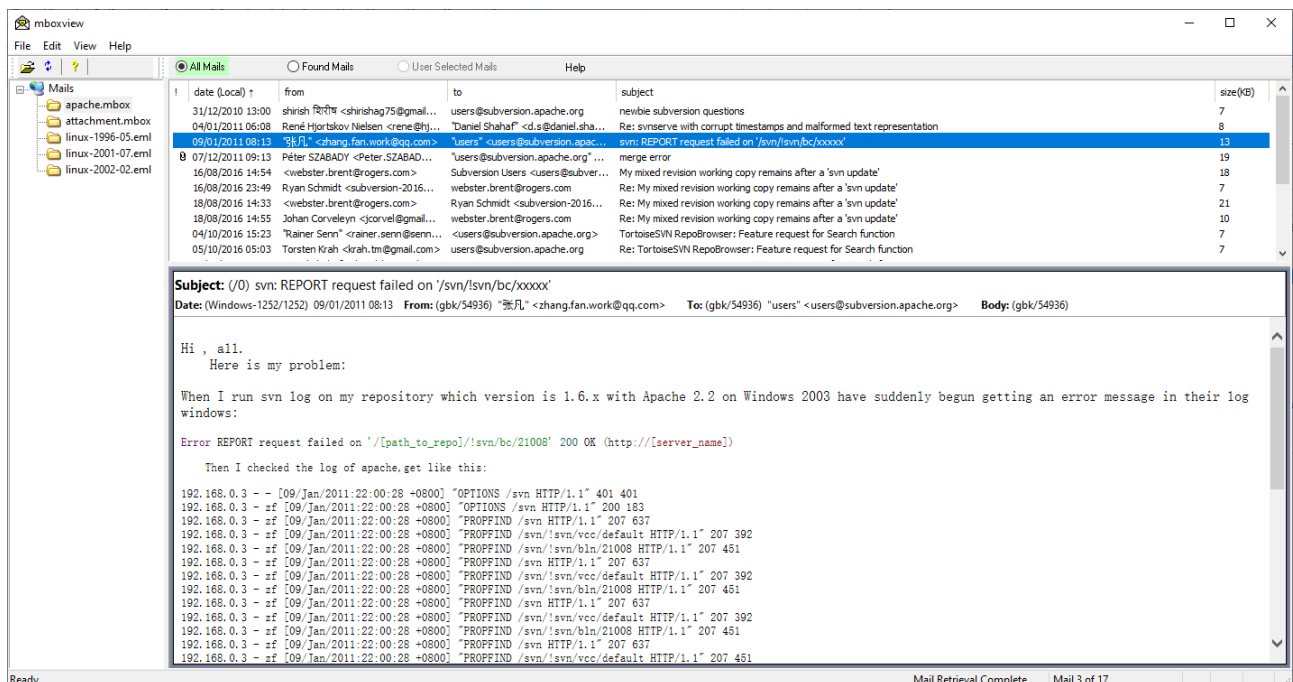 mboxview
File Edit View Help
All Mails Found Mails User Selected Mails Help
Mails
apache.mbox
attachment.mbox
linux-1996-05.eml
linux-2001-07.eml
linux-2002-02.eml
! date (Local) ↑ from to subject size(KB)
31/12/2010 13:00 shirish शिरीष <shirishag75@gmail... users@subversion.apache.org newbie subversion questions 7
04/01/2011 06:08 René Hjortskov Nielsen <rene@hj... "Daniel Shahaf" <d.s@daniel.sha... Re: svnserve with corrupt timestamps and malformed text representation 8
09/01/2011 08:13 "张凡" <zhang.fan.work@qq.com> "users" <users@subversion.apac... svn: REPORT request failed on '/svn/!svn/bc/xxxxx' 13
07/12/2011 09:13 Péter SZABADY <Peter.SZABAD... "users@subversion.apache.org" ... merge error 19
16/08/2016 14:54 <webster.brent@rogers.com> Subversion Users <users@subver... My mixed revision working copy remains after a 'svn update' 18
16/08/2016 23:49 Ryan Schmidt <subversion-2016... webster.brent@rogers.com Re: My mixed revision working copy remains after a 'svn update' 7
18/08/2016 14:33 <webster.brent@rogers.com> Ryan Schmidt <subversion-2016... Re: My mixed revision working copy remains after a 'svn update' 21
18/08/2016 14:55 Johan Corveleyn <jcorvel@gmail... webster.brent@rogers.com Re: My mixed revision working copy remains after a 'svn update' 10
04/10/2016 15:23 "Rainer Senn" <rainer.senn@senn... <users@subversion.apache.org> TortoiseSVN RepoBrowser: Feature request for Search function 7
05/10/2016 05:03 Torsten Krah <krah.tm@gmail.com> users@subversion.apache.org Re: TortoiseSVN RepoBrowser: Feature request for Search function 7
Subject: (/0) svn: REPORT request failed on '/svn/!svn/bc/xxxxx'
Date: (Windows-1252/1252) 09/01/2011 08:13 From: (gbk/54936) "张凡" <zhang.fan.work@qq.com> To: (gbk/54936) "users" <users@subversion.apache.org> Body: (gbk/54936)
Hi , all.
Here is my problem:
When I run svn log on my repository which version is 1.6.x with Apache 2.2 on Windows 2003 have suddenly begun getting an error message in their log
windows:
Error REPORT request failed on '/[path_to_repo]/!svn/bc/21008' 200 OK (http://[server_name])
Then I checked the log of apache,get like this:
192.168.0.3 - - [09/Jan/2011:22:00:28 +0800] "OPTIONS /svn HTTP/1.1" 401 401
192.168.0.3 - zf [09/Jan/2011:22:00:28 +0800] "OPTIONS /svn HTTP/1.1" 200 183
192.168.0.3 - zf [09/Jan/2011:22:00:28 +0800] "PROPFIND /svn HTTP/1.1" 207 637
192.168.0.3 - zf [09/Jan/2011:22:00:28 +0800] "PROPFIND /svn/!svn/vcc/default HTTP/1.1" 207 392
192.168.0.3 - zf [09/Jan/2011:22:00:28 +0800] "PROPFIND /svn/!svn/bln/21008 HTTP/1.1" 207 451
192.168.0.3 - zf [09/Jan/2011:22:00:28 +0800] "PROPFIND /svn HTTP/1.1" 207 637
192.168.0.3 - zf [09/Jan/2011:22:00:28 +0800] "PROPFIND /svn/!svn/vcc/default HTTP/1.1" 207 392
192.168.0.3 - zf [09/Jan/2011:22:00:28 +0800] "PROPFIND /svn/!svn/bln/21008 HTTP/1.1" 207 451
192.168.0.3 - zf [09/Jan/2011:22:00:28 +0800] "PROPFIND /svn HTTP/1.1" 207 637
192.168.0.3 - zf [09/Jan/2011:22:00:28 +0800] "PROPFIND /svn/!svn/vcc/default HTTP/1.1" 207 392
192.168.0.3 - zf [09/Jan/2011:22:00:28 +0800] "PROPFIND /svn/!svn/bln/21008 HTTP/1.1" 207 451
192.168.0.3 - zf [09/Jan/2011:22:00:28 +0800] "PROPFIND /svn HTTP/1.1" 207 637
192.168.0.3 - zf [09/Jan/2011:22:00:28 +0800] "PROPFIND /svn/!svn/vcc/default HTTP/1.1" 207 451
Ready Mail Retrieval Complete Mail 3 of 17